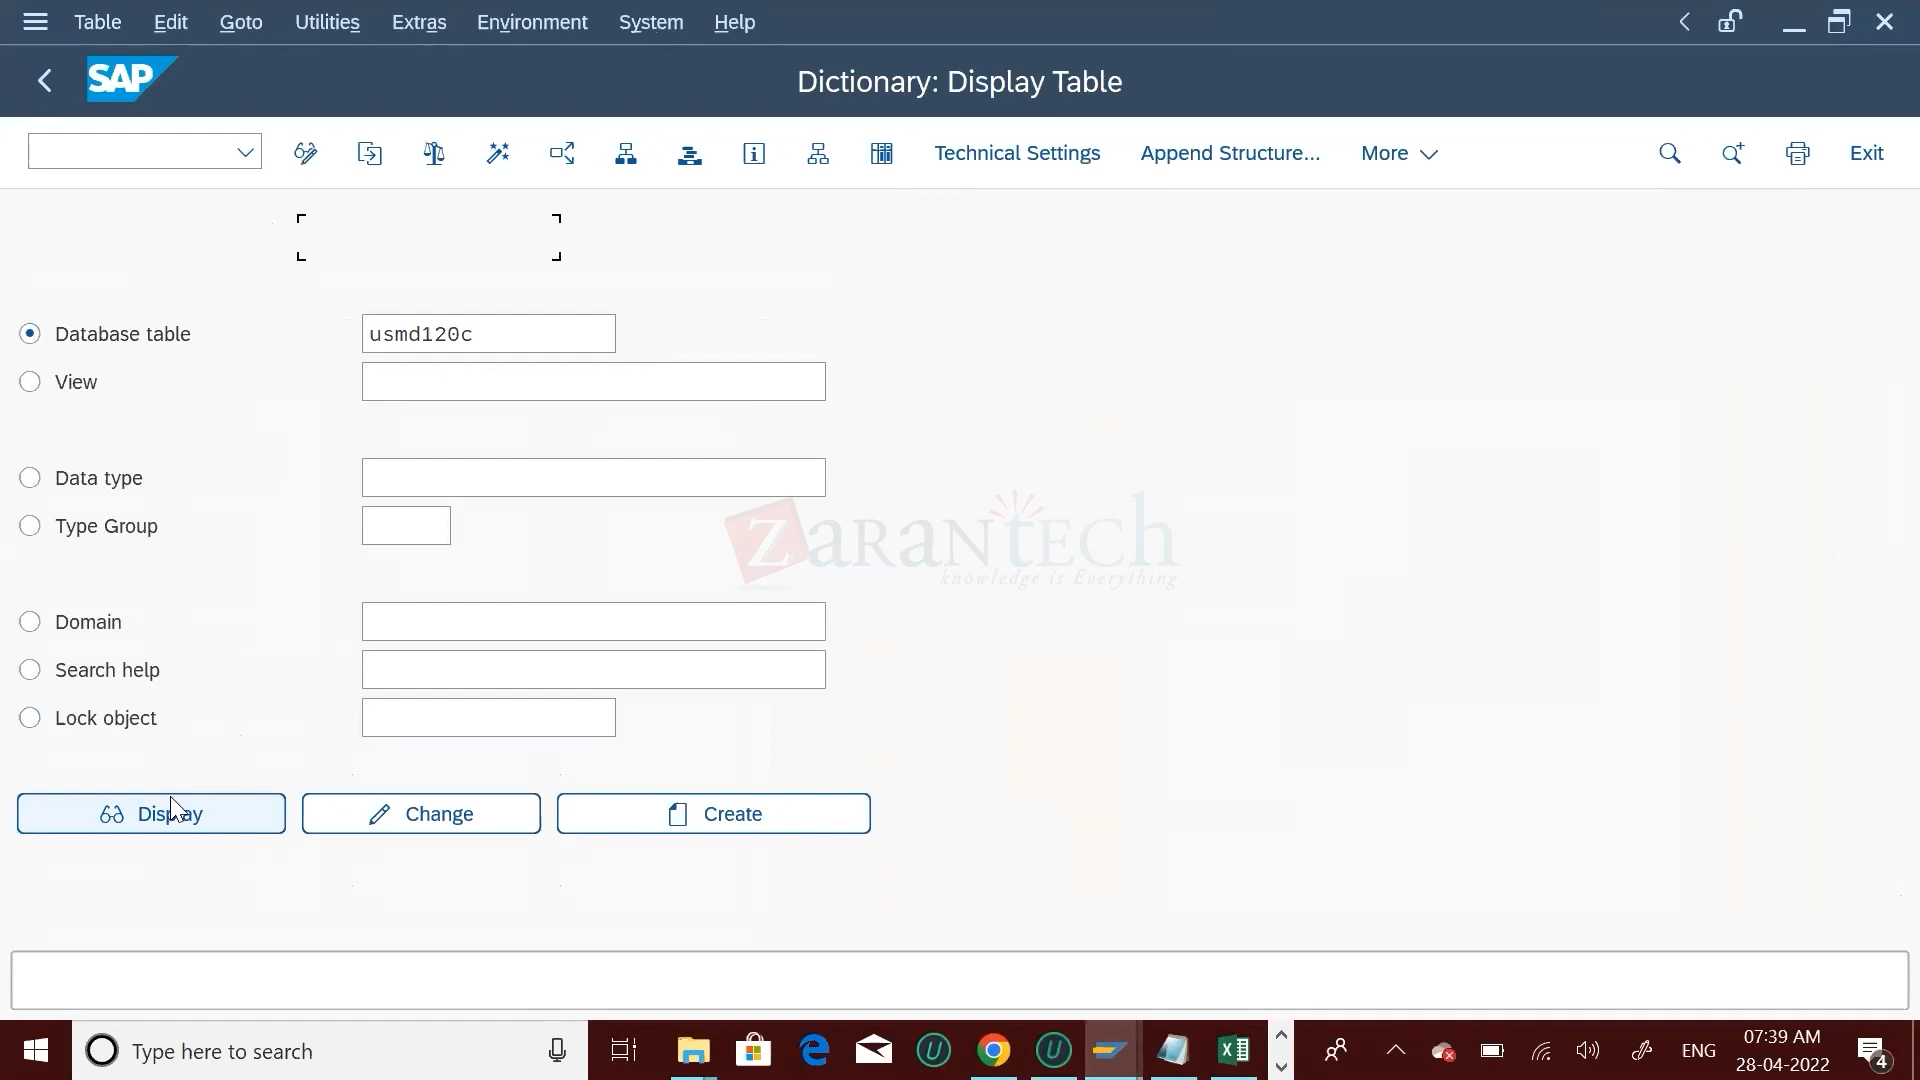 Table Edit Goto Utilities Extras Environment System Help
SAP
Dictionary: Display Table
Technical Settings Append Structure... More Exit
Database table usmd120c
View
Data type
Type Group
zarantech
knowledge is Everything
Domain
Search help
Lock object
Display Change Create
Type here to search
ENG
07:39 AM
28-04-2022
4